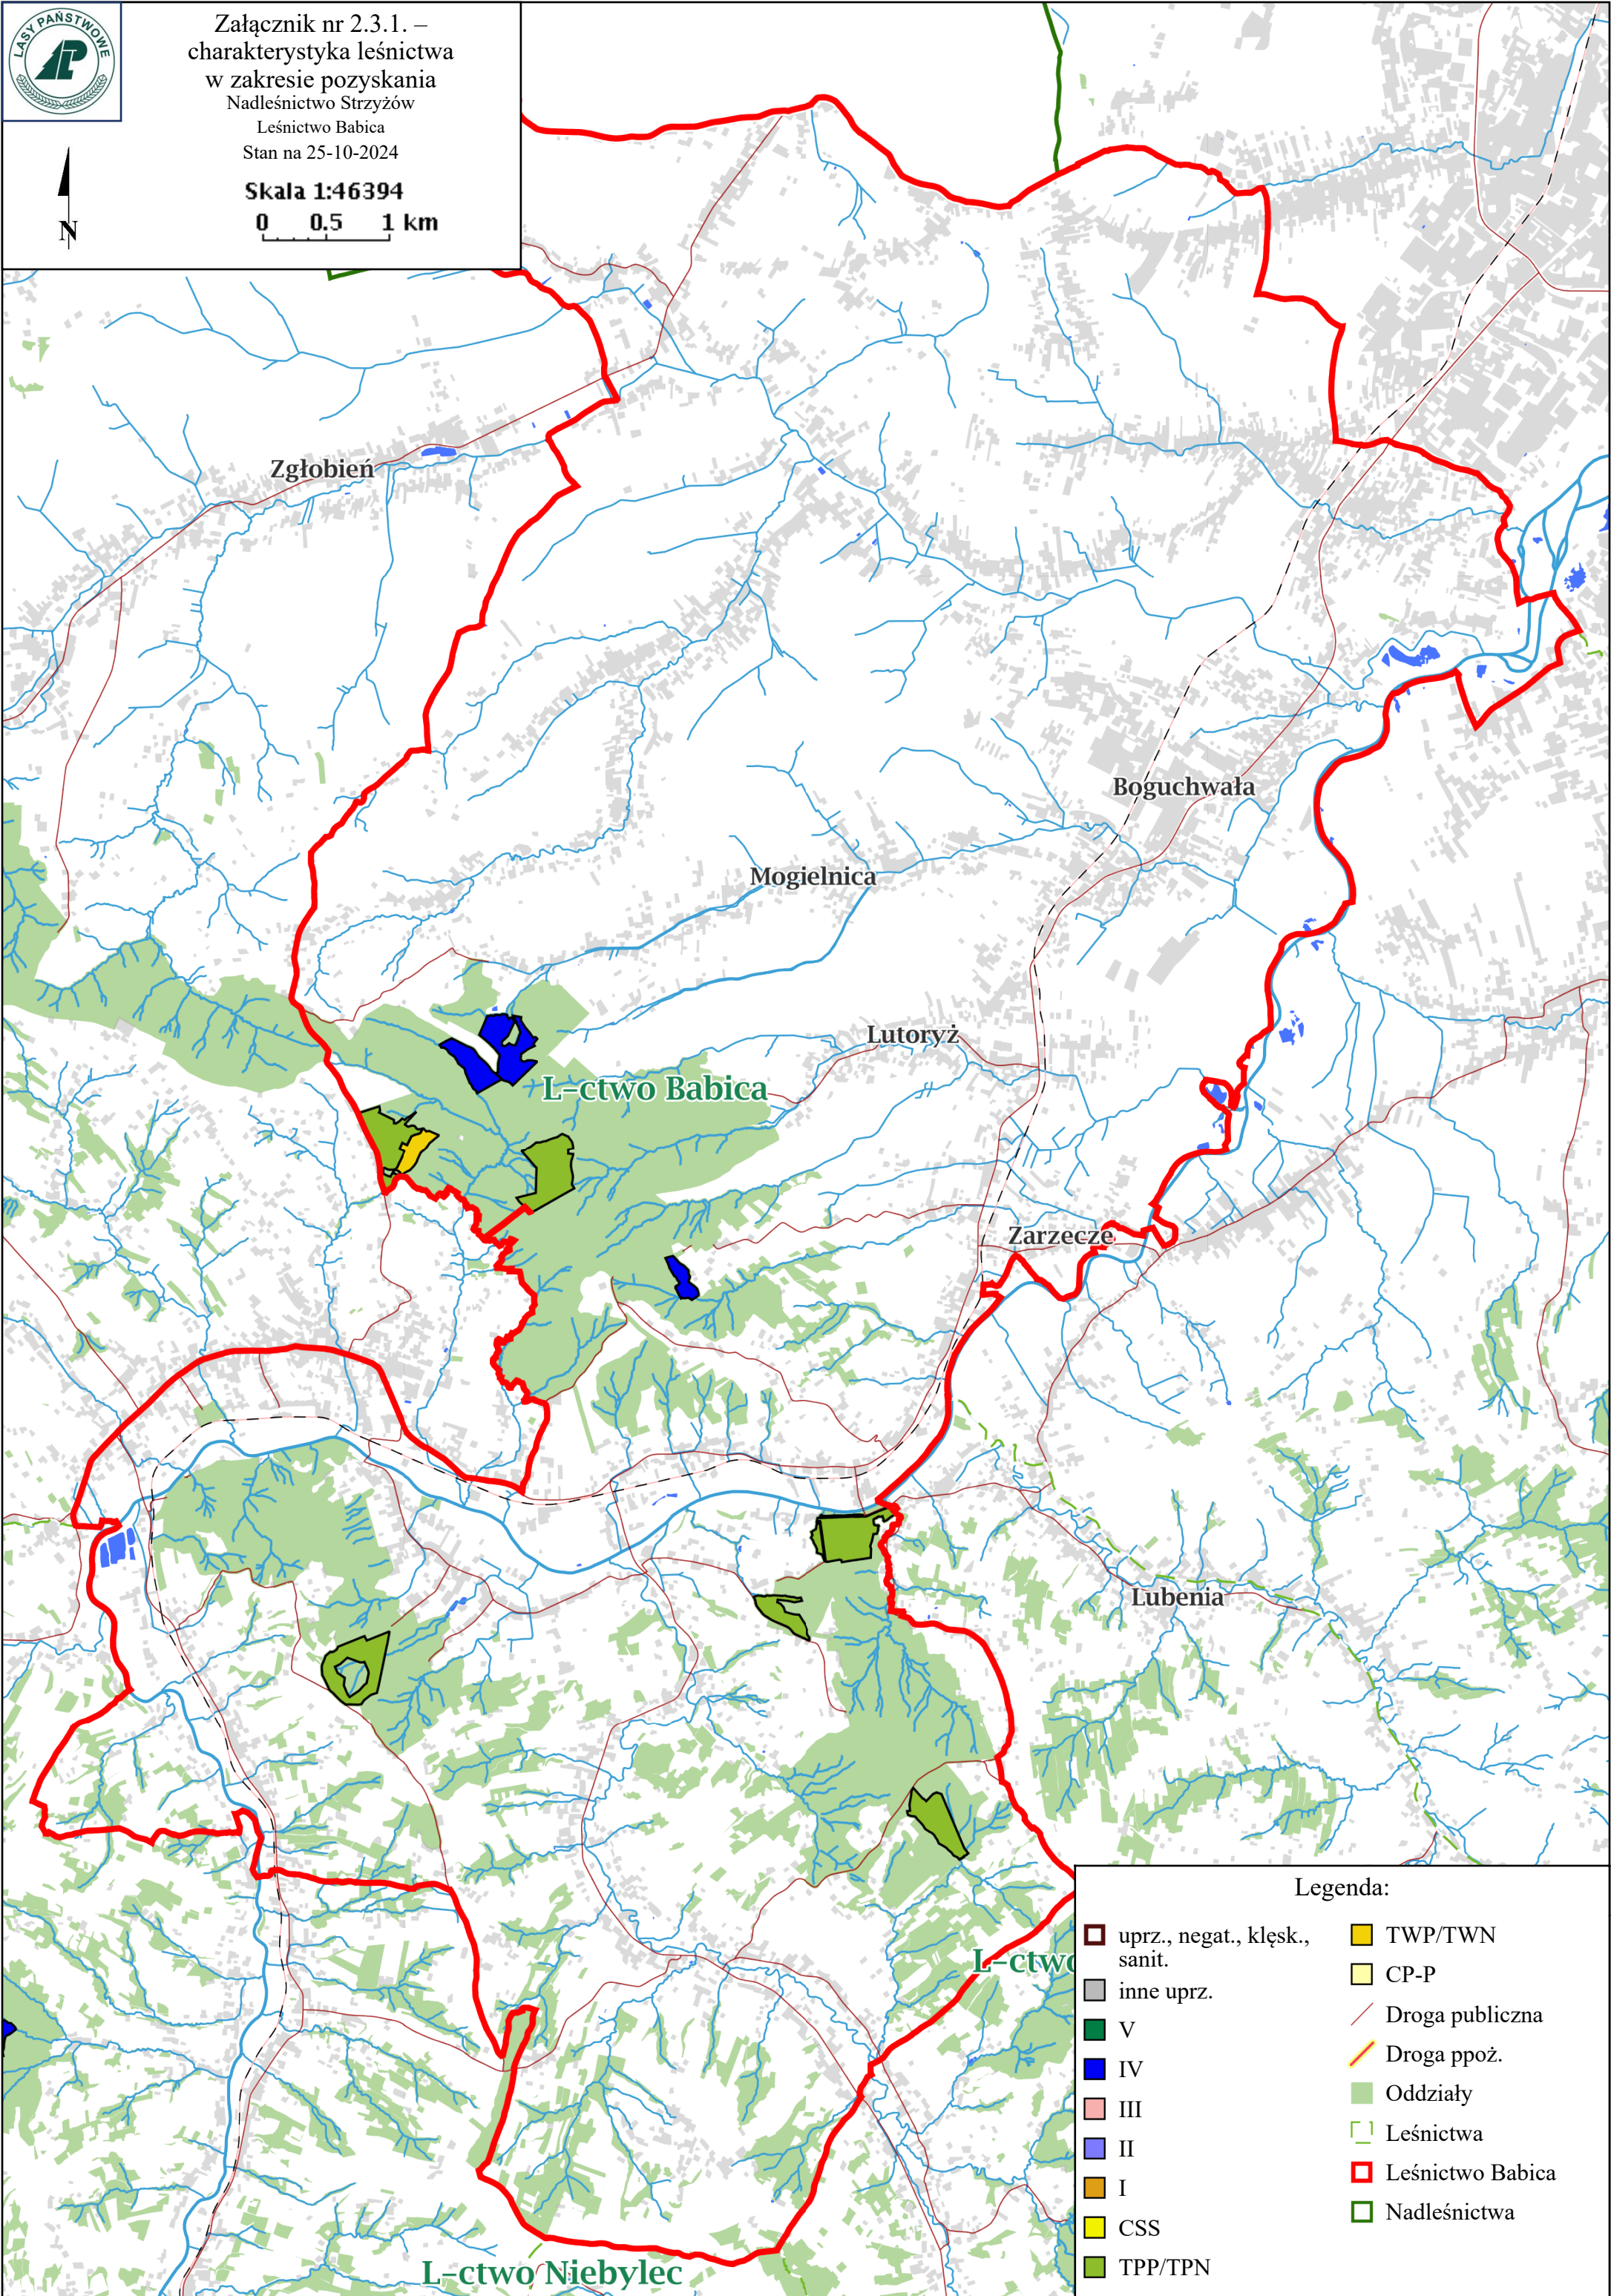 LASY PAŃSTWOWE
Załącznik nr 2.3.1. –
charakterystyka leśnictwa
w zakresie pozyskania
Nadleśnictwo Strzyżów
Leśnictwo Babica
Stan na 25-10-2024
Skala 1:46394
0 0.5 1 km
N
Zgłobień
Boguchwała
Mogielnica
Lutoryż
L-ctwo Babica
Zarzecze
Lubenia
L-ctwo
L-ctwo Niebylec
Legenda:
uprz., negat., klęsk.,
sanit.
inne uprz.
V
IV
III
II
I
CSS
TPP/TPN
TWP/TWN
CP-P
Droga publiczna
Droga ppoż.
Oddziały
Leśnictwa
Leśnictwo Babica
Nadleśnictwa